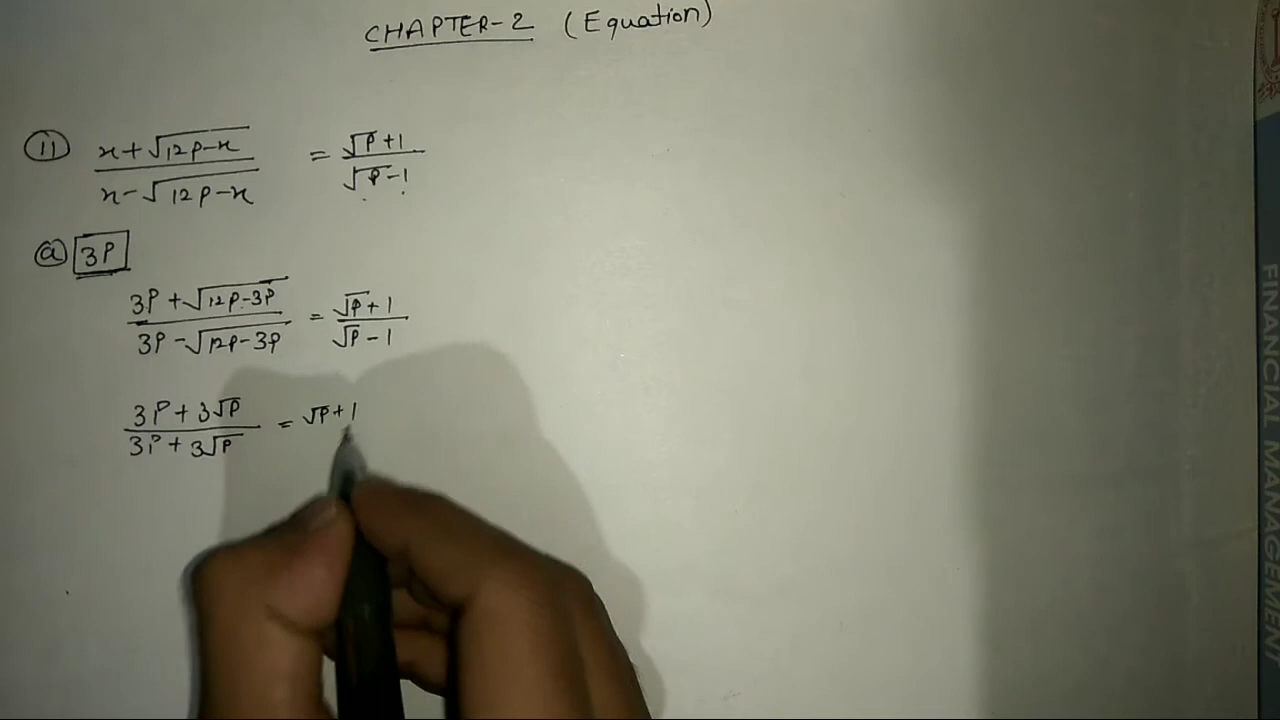 CHAPTER-2 (Equation)
11 x+√12p-x / x-√12p-x = √p+1 / √p-1
a 3P
3P+√12p-3p / 3P-√12p-3p = √p+1 / √p-1
3P+3√p / 3P+3√p = √p+1
FINANCIAL MANAGEMENT